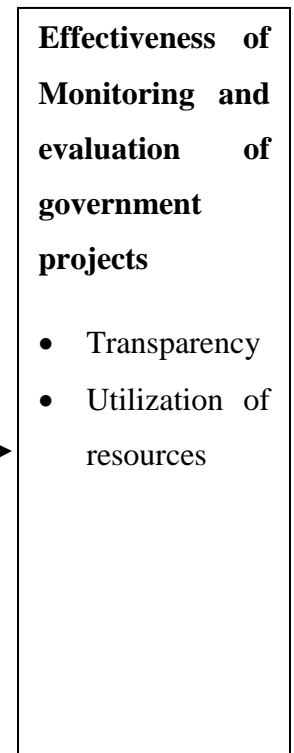 Effectiveness of
Monitoring and
evaluation of
government
projects
• Transparency
• Utilization of
resources